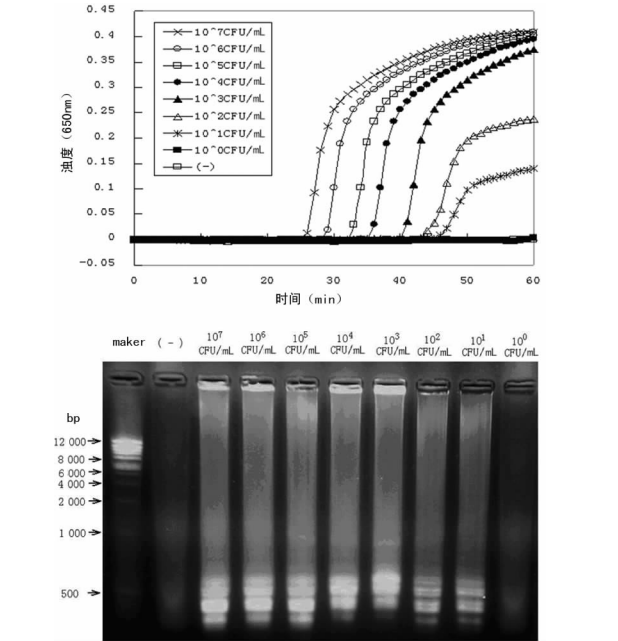 0.45
0.4
0.35
0.3
0.25
0.2
0.15
0.1
0.05
0
-0.05
浊度 (650nm)
10^7CFU/mL
10^6CFU/mL
10^5CFU/mL
10^4CFU/mL
10^3CFU/mL
10^2CFU/mL
10^1CFU/mL
10^0CFU/mL
(-)
0 10 20 30 40 50 60
时间(min)
maker (-) 10⁷ CFU/mL 10⁶ CFU/mL 10⁵ CFU/mL 10⁴ CFU/mL 10³ CFU/mL 10² CFU/mL 10¹ CFU/mL 10⁰ CFU/mL
bp
12 000
8 000
6 000
4 000
2 000
1 000
500